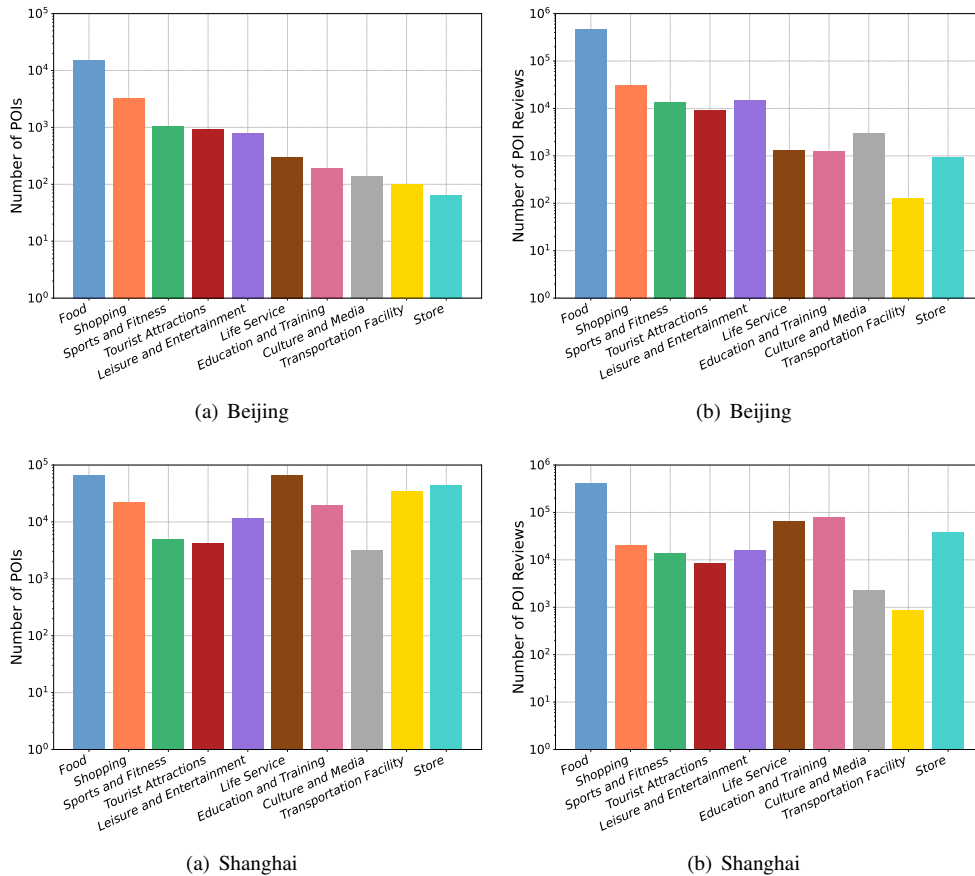 Number of POIs
10^5
10^4
10^3
10^2
10^1
10^0
Food
Shopping
Sports and Fitness
Tourist Attractions
Leisure and Entertainment
Life Service
Education and Training
Culture and Media
Transportation Facility
Store
(a) Beijing
Number of POI Reviews
10^6
10^5
10^4
10^3
10^2
10^1
10^0
Food
Shopping
Sports and Fitness
Tourist Attractions
Leisure and Entertainment
Life Service
Education and Training
Culture and Media
Transportation Facility
Store
(b) Beijing
Number of POIs
10^5
10^4
10^3
10^2
10^1
10^0
Food
Shopping
Sports and Fitness
Tourist Attractions
Leisure and Entertainment
Life Service
Education and Training
Culture and Media
Transportation Facility
Store
(a) Shanghai
Number of POI Reviews
10^6
10^5
10^4
10^3
10^2
10^1
10^0
Food
Shopping
Sports and Fitness
Tourist Attractions
Leisure and Entertainment
Life Service
Education and Training
Culture and Media
Transportation Facility
Store
(b) Shanghai